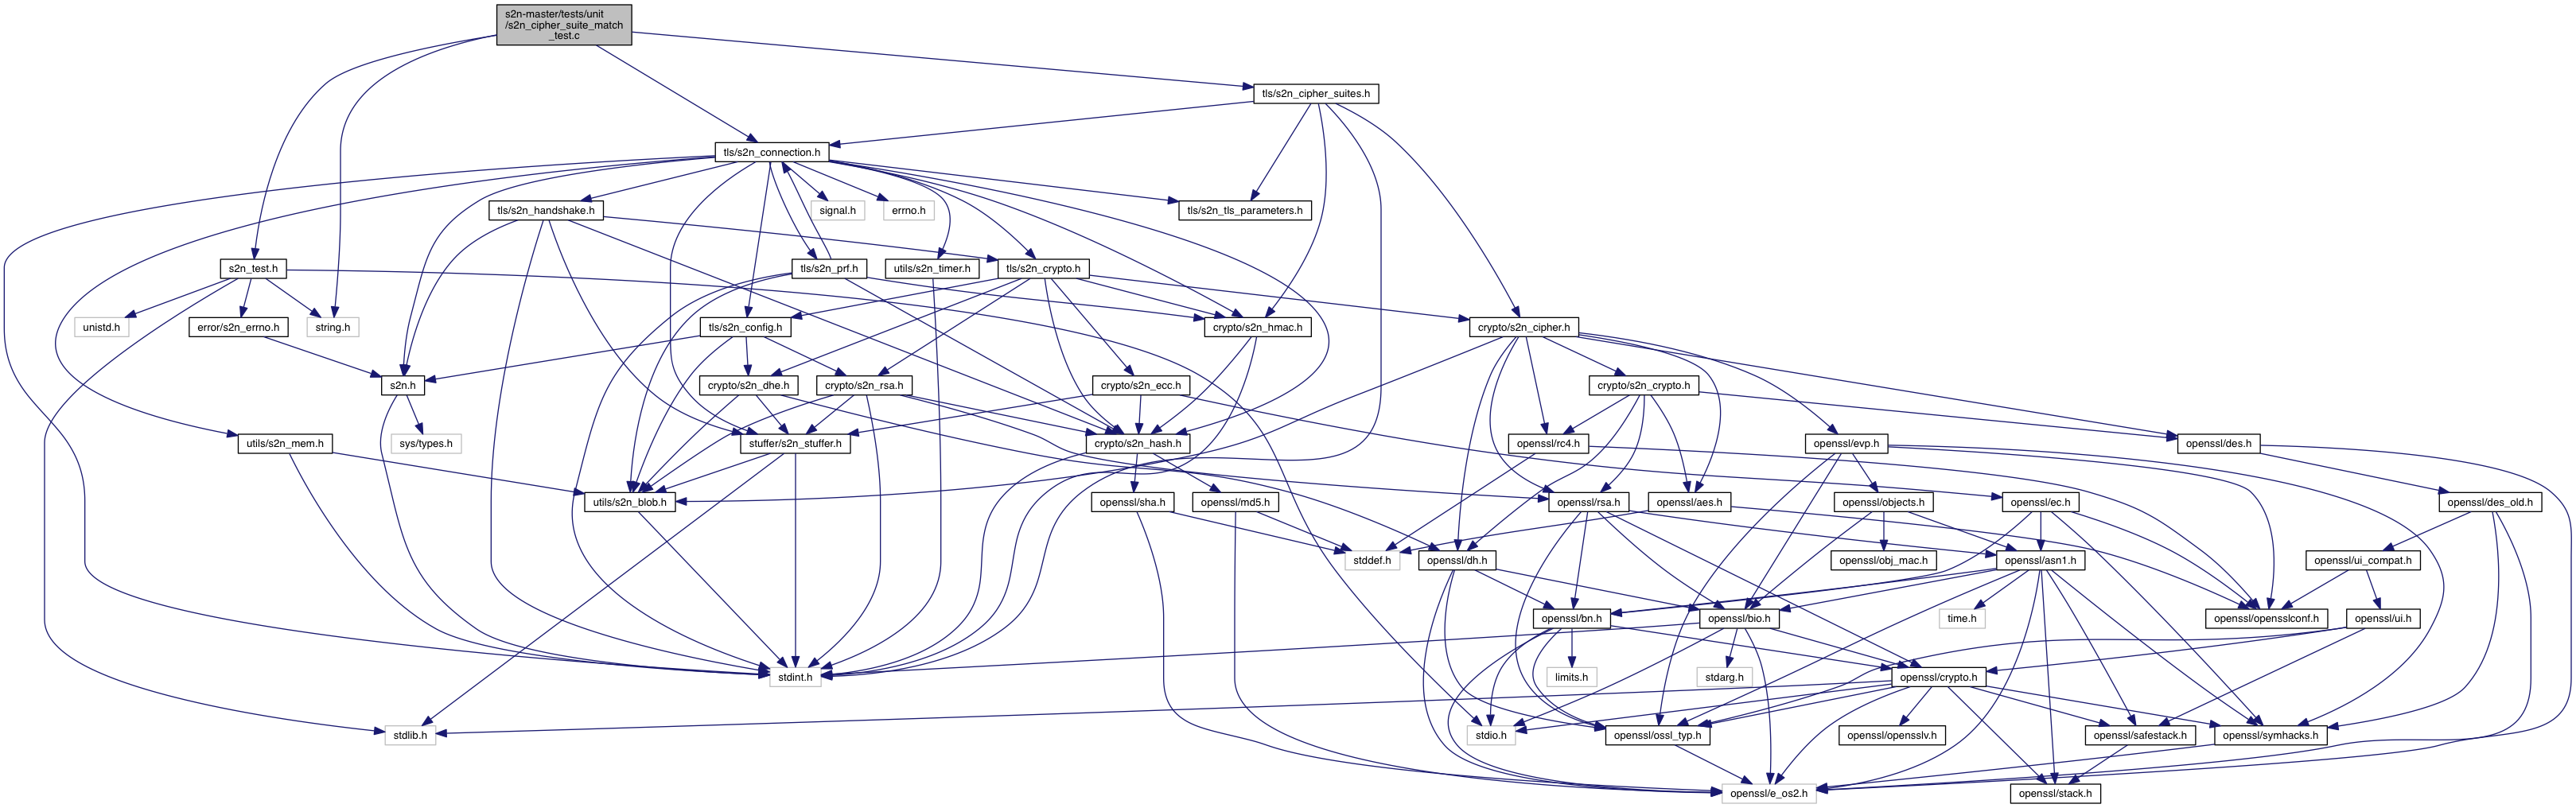 s2n-master/tests/unit
/s2n_cipher_suite_match
_test.c
tls/s2n_cipher_suites.h
tls/s2n_connection.h
tls/s2n_handshake.h
signal.h
errno.h
tls/s2n_tls_parameters.h
s2n_test.h
tls/s2n_prf.h
utils/s2n_timer.h
tls/s2n_crypto.h
unistd.h
error/s2n_errno.h
string.h
tls/s2n_config.h
crypto/s2n_hmac.h
crypto/s2n_cipher.h
s2n.h
crypto/s2n_dhe.h
crypto/s2n_rsa.h
crypto/s2n_ecc.h
crypto/s2n_crypto.h
utils/s2n_mem.h
sys/types.h
stuffer/s2n_stuffer.h
crypto/s2n_hash.h
openssl/rc4.h
openssl/evp.h
openssl/des.h
utils/s2n_blob.h
openssl/sha.h
openssl/md5.h
openssl/rsa.h
openssl/aes.h
openssl/objects.h
openssl/ec.h
openssl/des_old.h
stddef.h
openssl/dh.h
openssl/obj_mac.h
openssl/asn1.h
openssl/ui_compat.h
openssl/bn.h
openssl/bio.h
time.h
openssl/opensslconf.h
openssl/ui.h
stdint.h
limits.h
stdarg.h
openssl/crypto.h
stdlib.h
stdio.h
openssl/ossl_typ.h
openssl/opensslv.h
openssl/safestack.h
openssl/symhacks.h
openssl/e_os2.h
openssl/stack.h